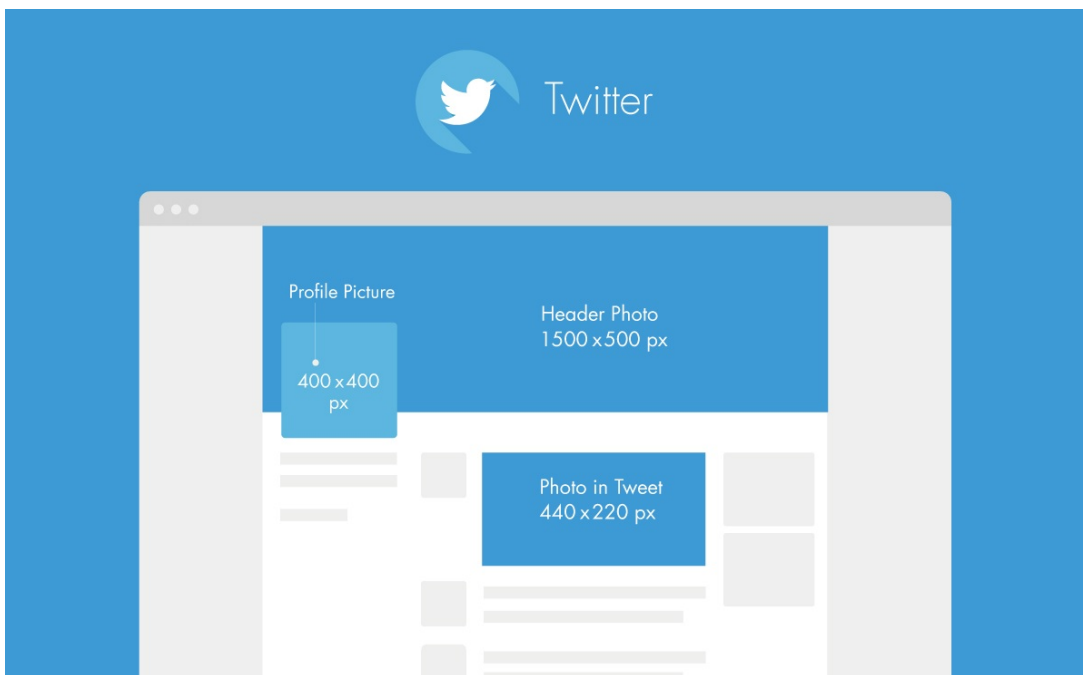 Twitter
Profile Picture
400 x 400
px
Header Photo
1500 x 500 px
Photo in Tweet
440 x 220 px